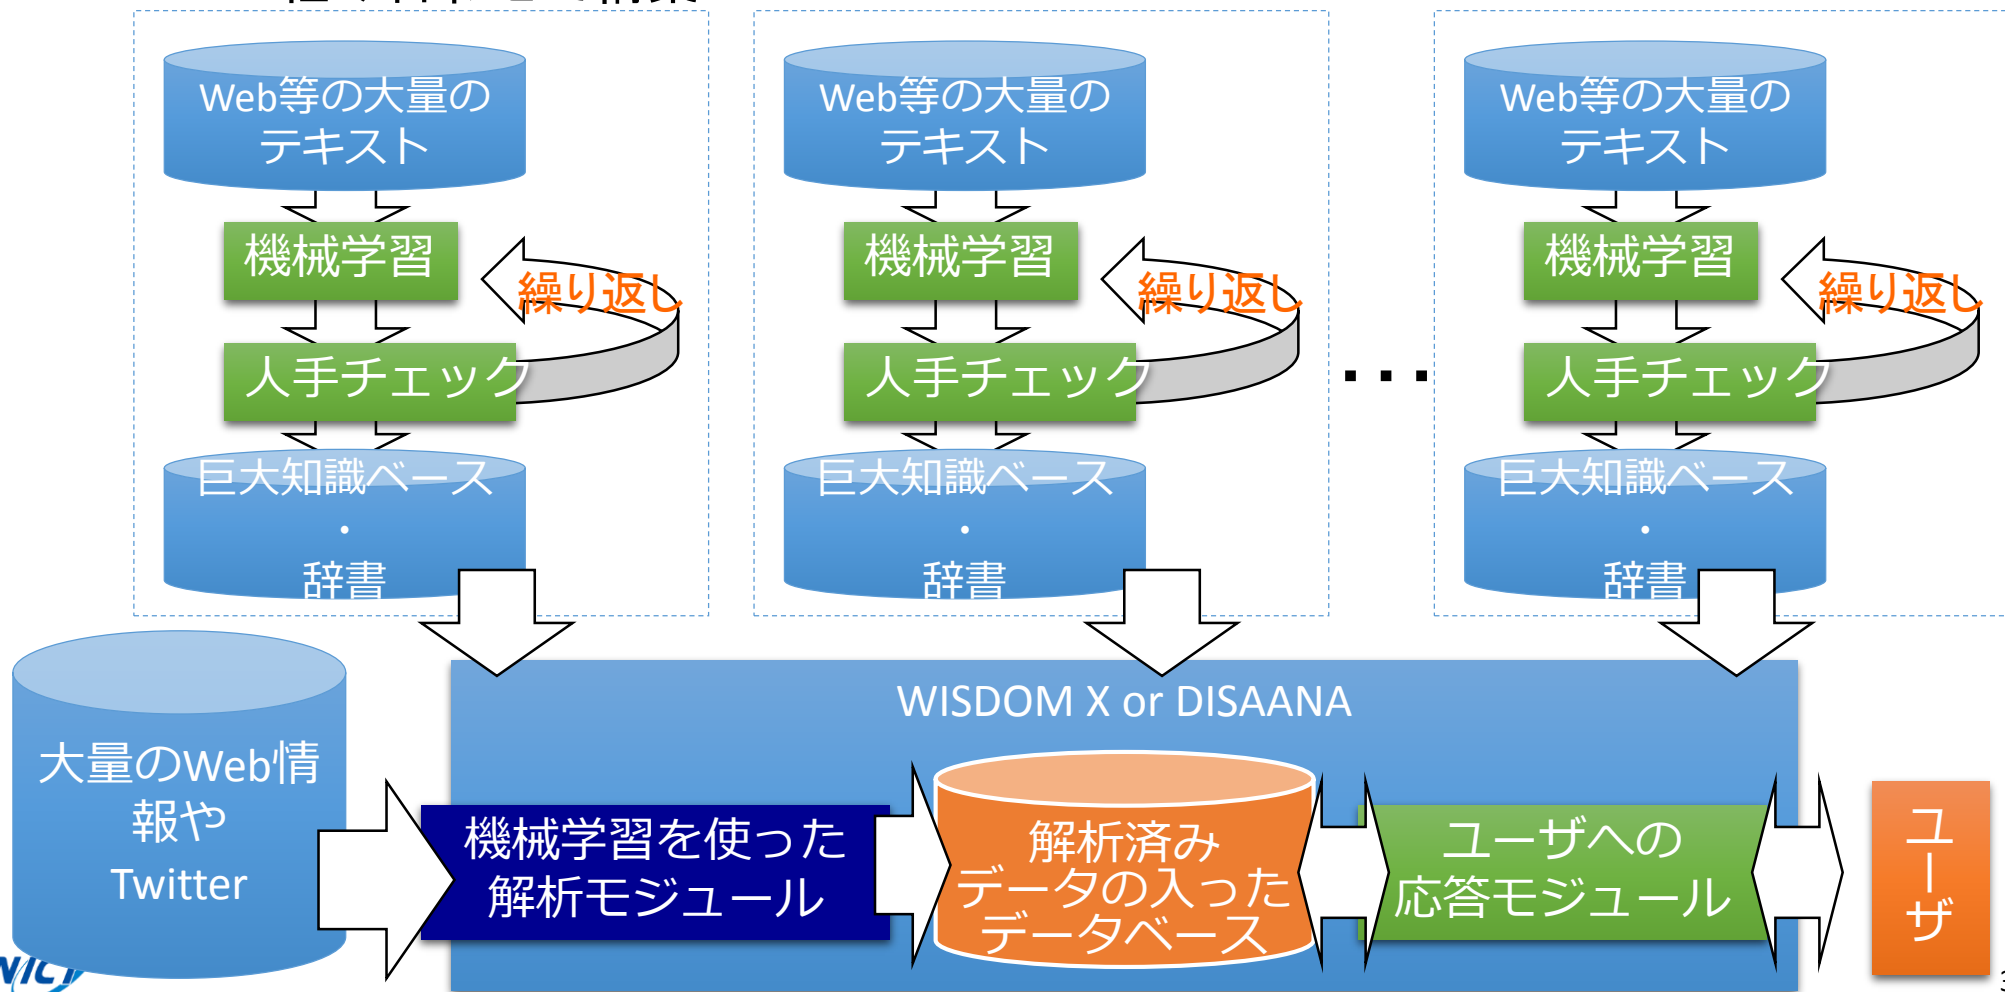 Web等の大量の
テキスト
機械学習
繰り返し
人手チェック
巨大知識ベース
・
辞書
Web等の大量の
テキスト
機械学習
繰り返し
人手チェック
巨大知識ベース
・
辞書
・・・
Web等の大量の
テキスト
機械学習
繰り返し
人手チェック
巨大知識ベース
・
辞書
WISDOM X or DISAANA
大量のWeb情
報や
Twitter
機械学習を使った
解析モジュール
解析済み
データの入った
データベース
ユーザへの
応答モジュール
ユーザ
NICT